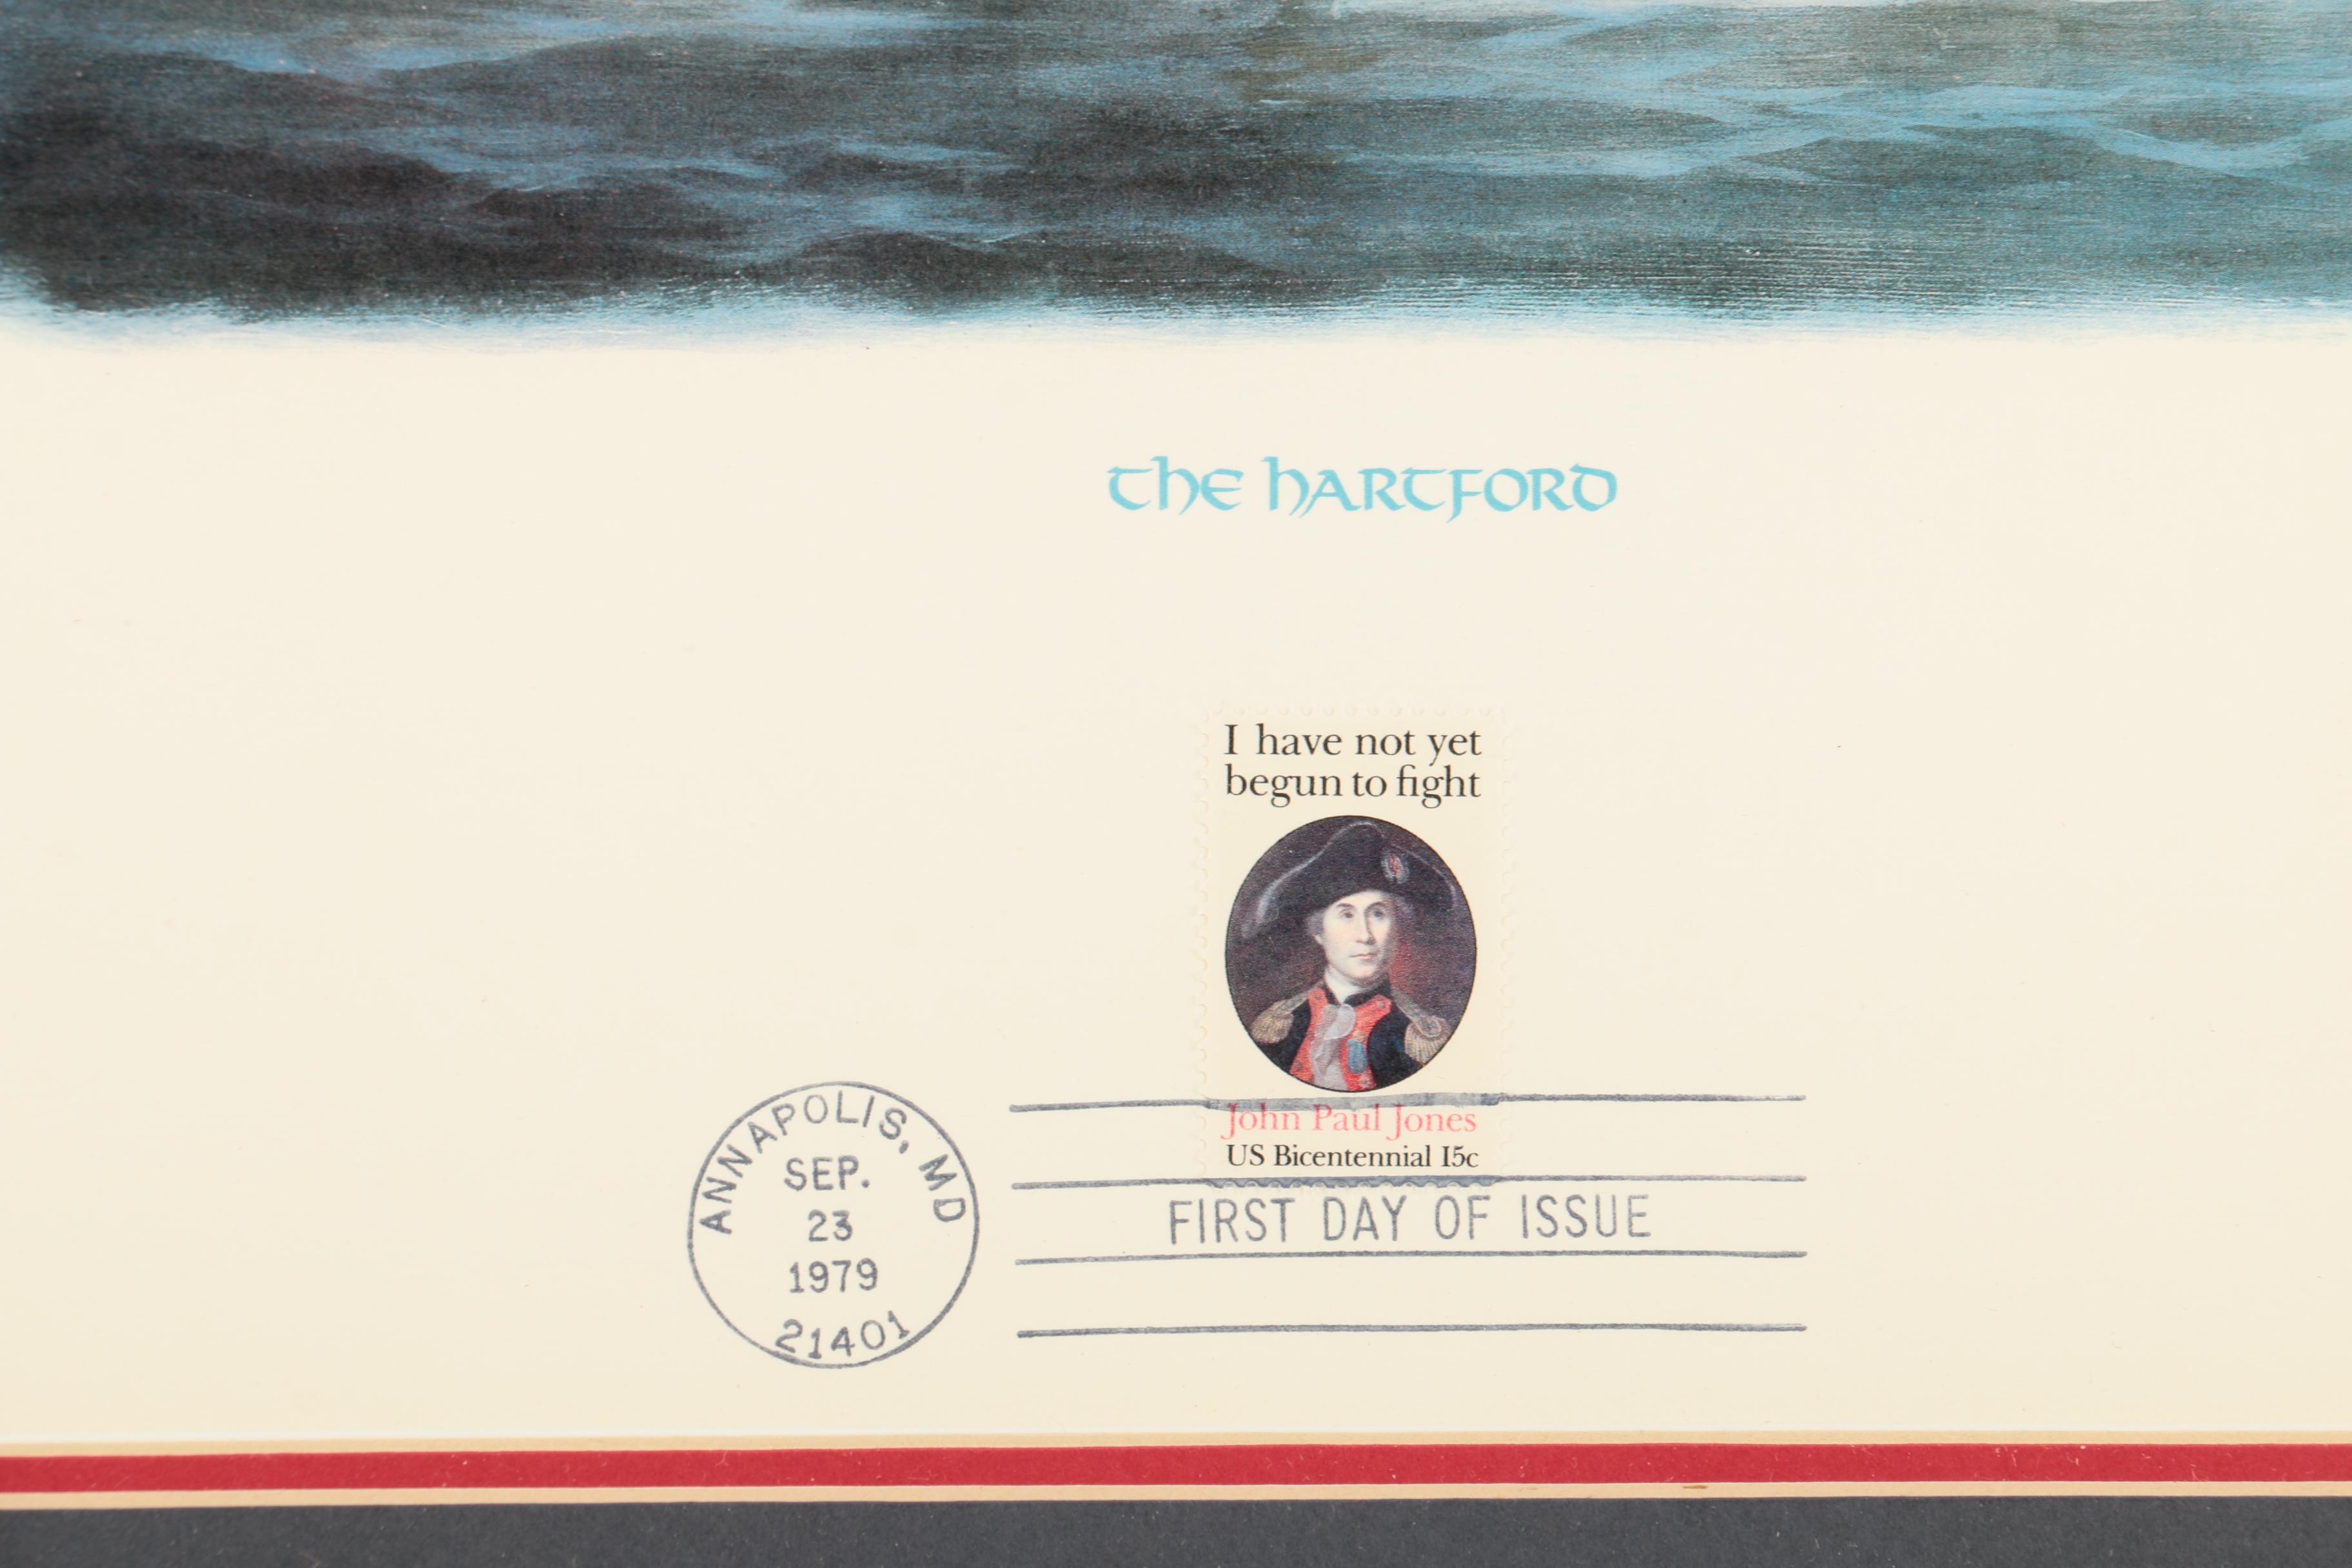 the hartford
I have not yet
begun to fight
John Paul Jones
US Bicentennial 15c
FIRST DAY OF ISSUE
ANNAPOLIS, MD
SEP.
23
1979
21401